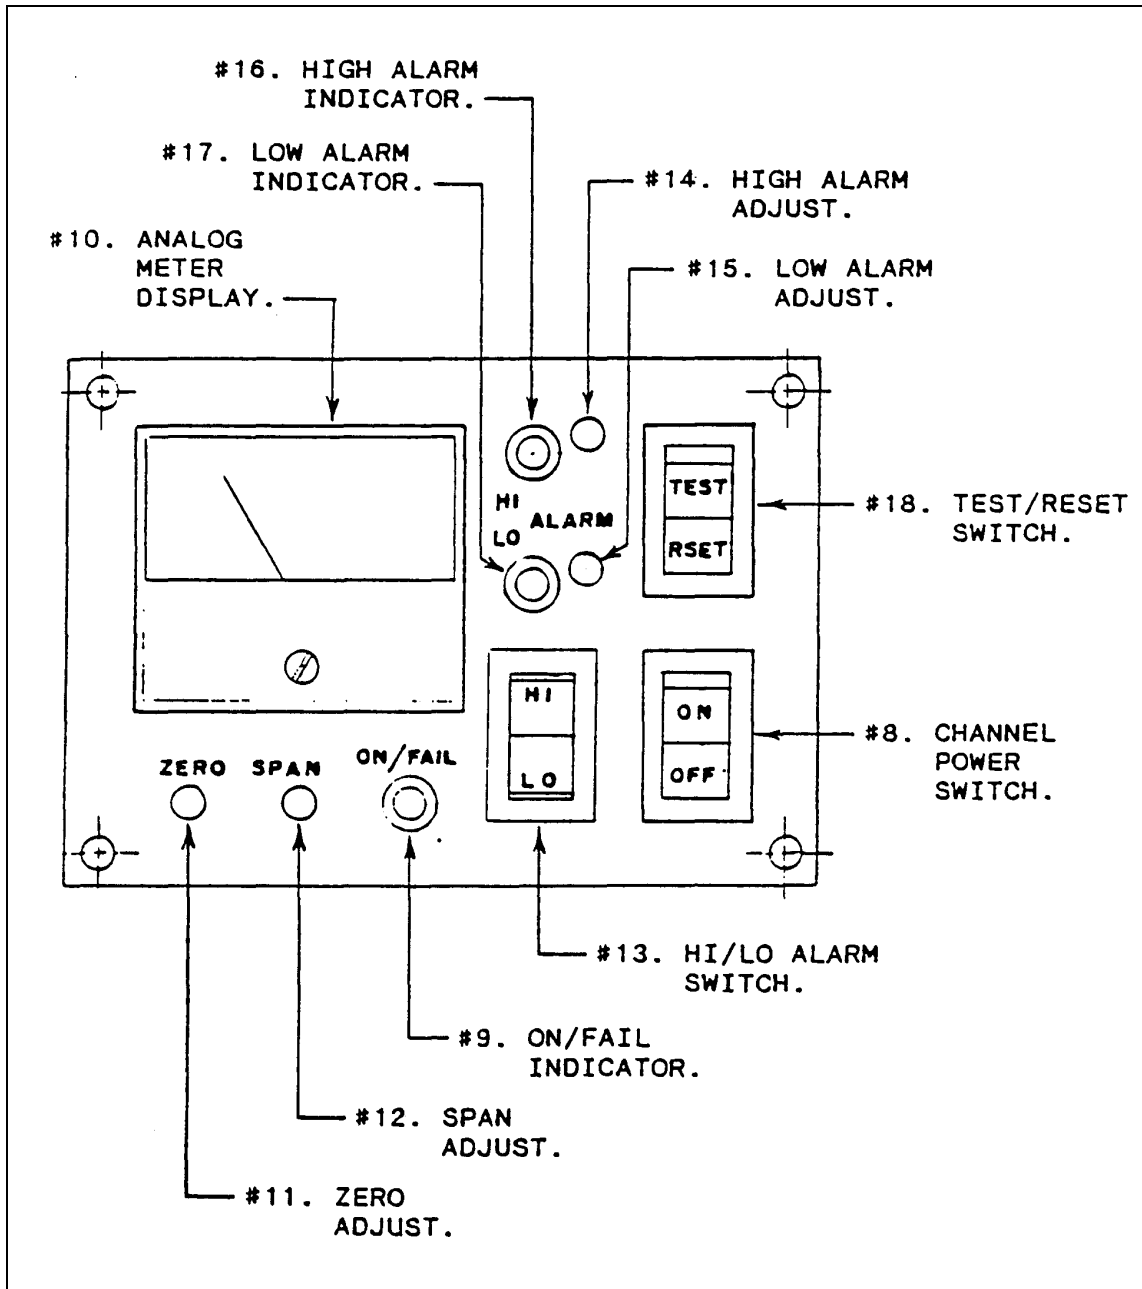 #16. HIGH ALARM
INDICATOR.
#17. LOW ALARM
INDICATOR.
#14. HIGH ALARM
ADJUST.
#10. ANALOG
METER
DISPLAY.
#15. LOW ALARM
ADJUST.
HI
LO
ALARM
TEST
RSET
#18. TEST/RESET
SWITCH.
HI
LO
ON
OFF
#8. CHANNEL
POWER
SWITCH.
ZERO
SPAN
ON/FAIL
#13. HI/LO ALARM
SWITCH.
#9. ON/FAIL
INDICATOR.
#12. SPAN
ADJUST.
#11. ZERO
ADJUST.